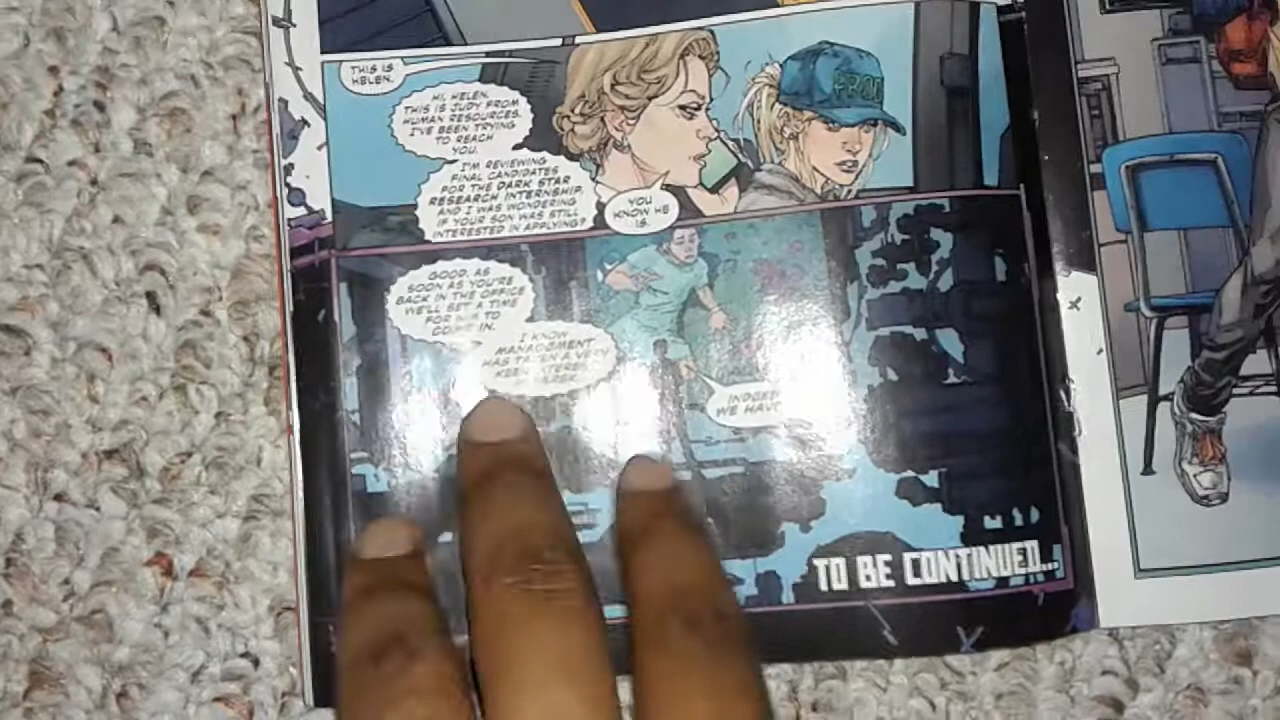 THIS IS
HELEN.
HI, HELEN.
THIS IS JUDY FROM
HUMAN RESOURCES.
I'VE BEEN TRYING
TO REACH
YOU.
I'M REVIEWING
FINAL CANDIDATES
FOR THE DARK STAR
RESEARCH INTERNSHIP,
AND I WAS WONDERING
IF YOUR SON WAS STILL
INTERESTED IN APPLYING?
YOU
KNOW HE
IS.
PROD
GOOD. AS
SOON AS YOU'RE
BACK IN THE OFFICE
WE'LL SET A TIME
FOR HIM TO
COME IN.
I KNOW
MANAGEMENT
HAS TAKEN A VERY
KEEN
INDEED
WE HAVE
TO BE CONTINUED...